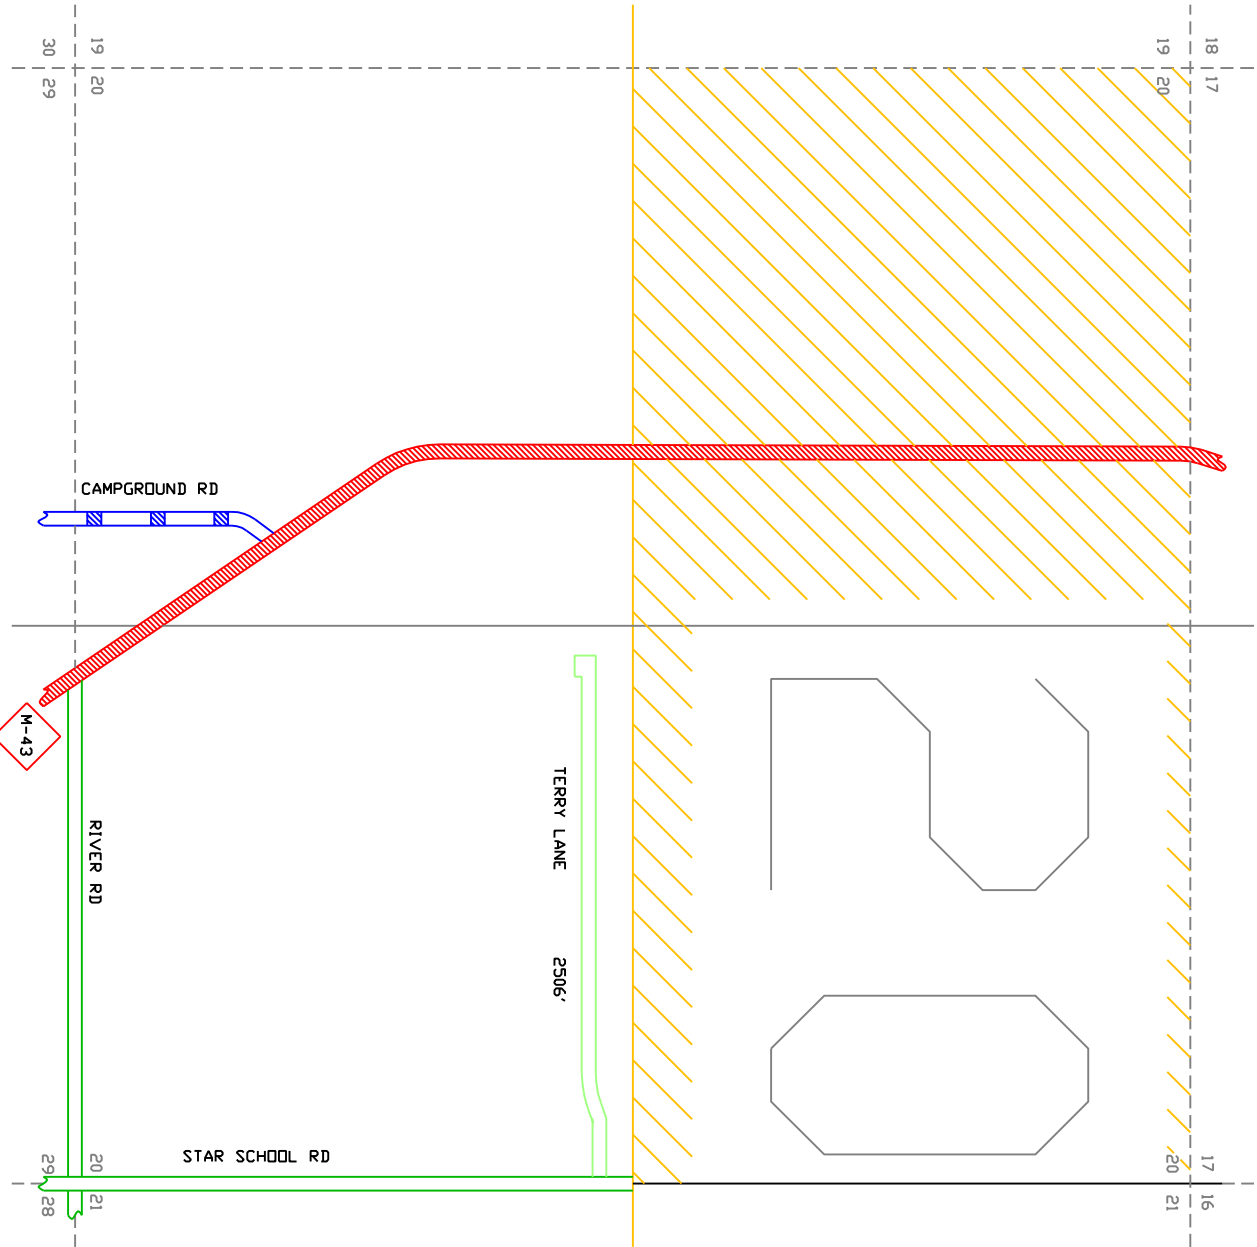 30 19
29 20
19 18
20 17
CAMPGROUND RD
M-43
TERRY LANE 2506'
RIVER RD
20
STAR SCHOOL RD
29 20
28 21
20 17
21 16